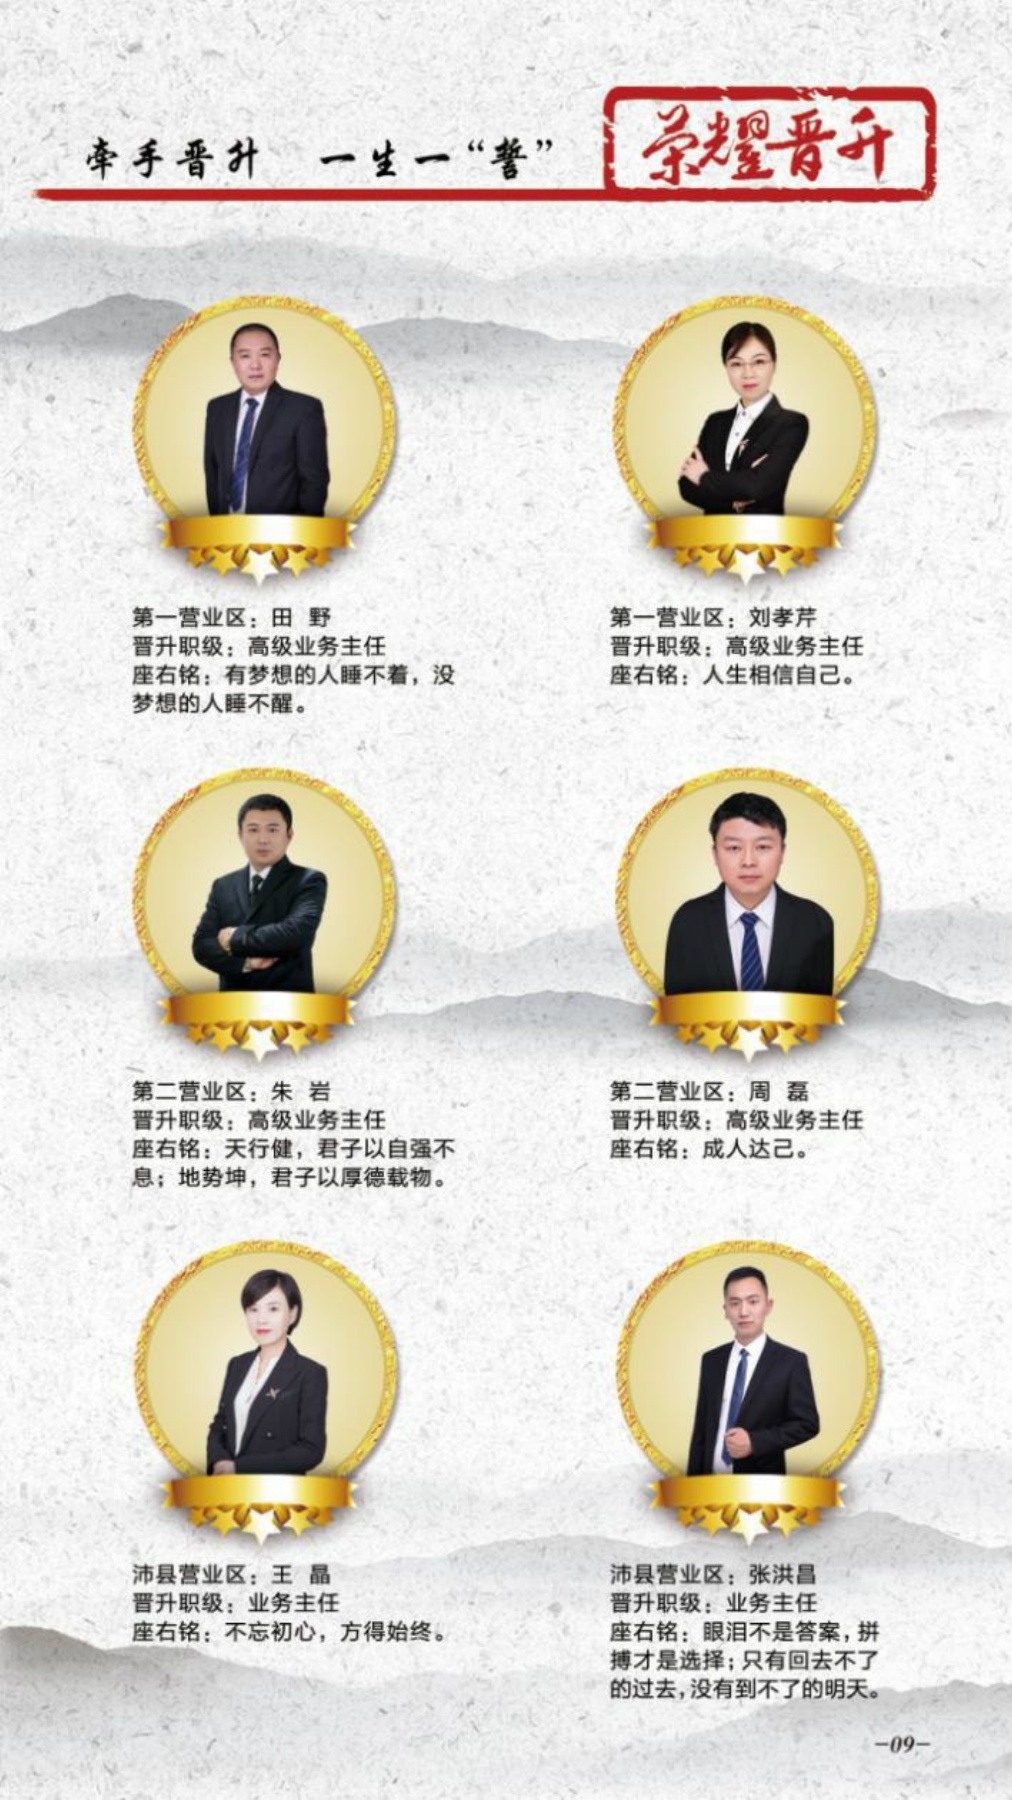 牵手晋升 一生一“誓”
荣耀晋升
第一营业区：田 野
晋升职级：高级业务主任
座右铭：有梦想的人睡不着，没
梦想的人睡不醒。
第一营业区：刘孝芹
晋升职级：高级业务主任
座右铭：人生相信自己。
第二营业区：朱 岩
晋升职级：高级业务主任
座右铭：天行健，君子以自强不
息；地势坤，君子以厚德载物。
第二营业区：周 磊
晋升职级：高级业务主任
座右铭：成人达己。
沛县营业区：王 晶
晋升职级：业务主任
座右铭：不忘初心，方得始终。
沛县营业区：张洪昌
晋升职级：业务主任
座右铭：眼泪不是答案，拼
搏才是选择；只有回去不了
的过去，没有到不了的明天。
-09-